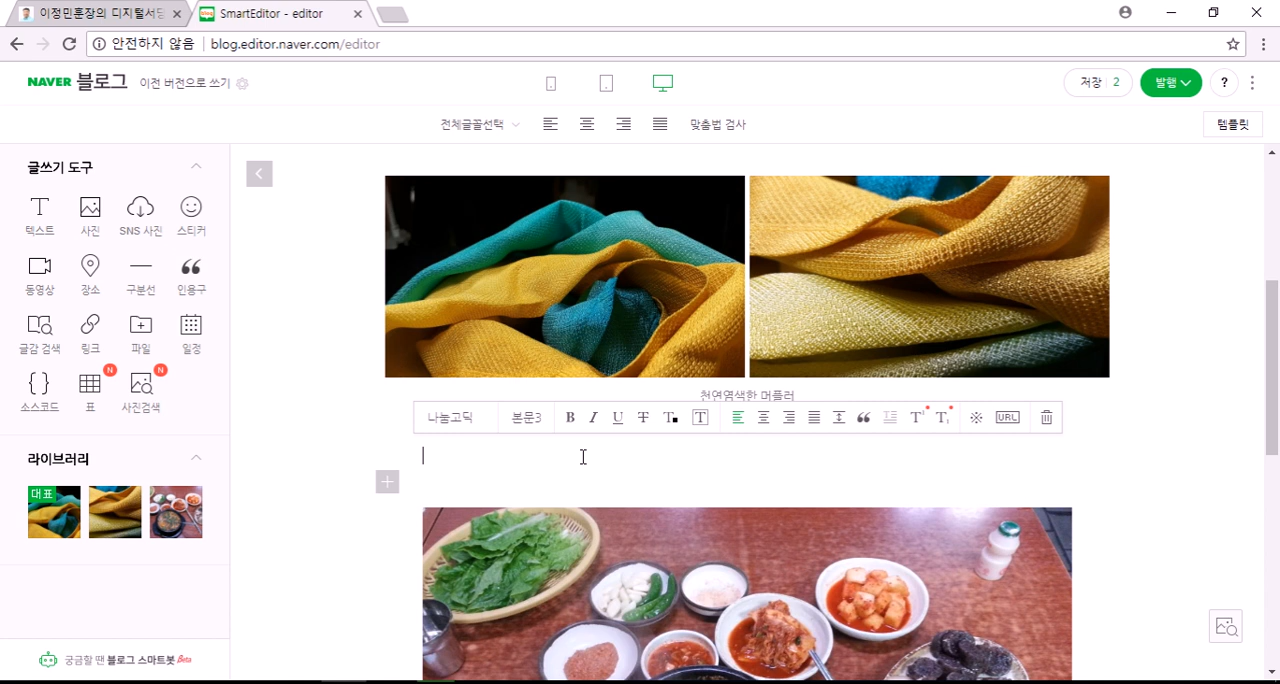 이정민훈장의 디지털서당
SmartEditor - editor
안전하지 않음 blog.editor.naver.com/editor
NAVER 블로그 이전 버전으로 쓰기
저장 2 발행 ?
전체글꼴선택 맞춤법 검사 템플릿
글쓰기 도구
텍스트 사진 SNS 사진 스티커
동영상 장소 구분선 인용구
글감 검색 링크 파일 일정
N N
소스코드 표 사진검색
천연염색한 머플러
나눔고딕 본문3 B I U T T T T¹ T₁ ※ URL
라이브러리
대표
궁금할 땐 블로그 스마트봇 Beta